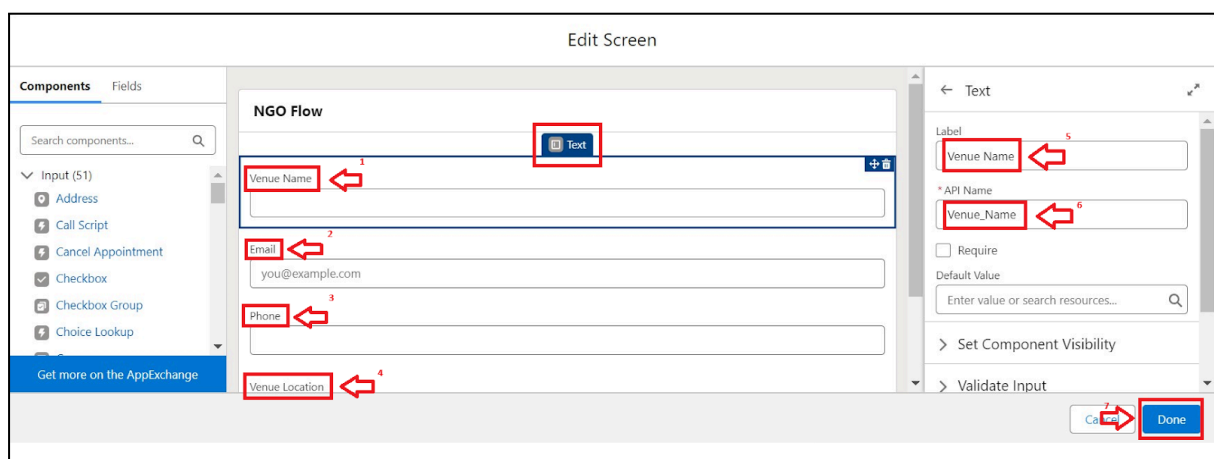 Edit Screen
Components Fields
Search components...
Input (51)
Address
Call Script
Cancel Appointment
Checkbox
Checkbox Group
Choice Lookup
Get more on the AppExchange
NGO Flow
Text
1
Venue Name
2
Email
you@example.com
3
Phone
4
Venue Location
Text
Label
5
Venue Name
* API Name
6
Venue_Name
Require
Default Value
Enter value or search resources...
Set Component Visibility
Validate Input
7
Cancel
Done